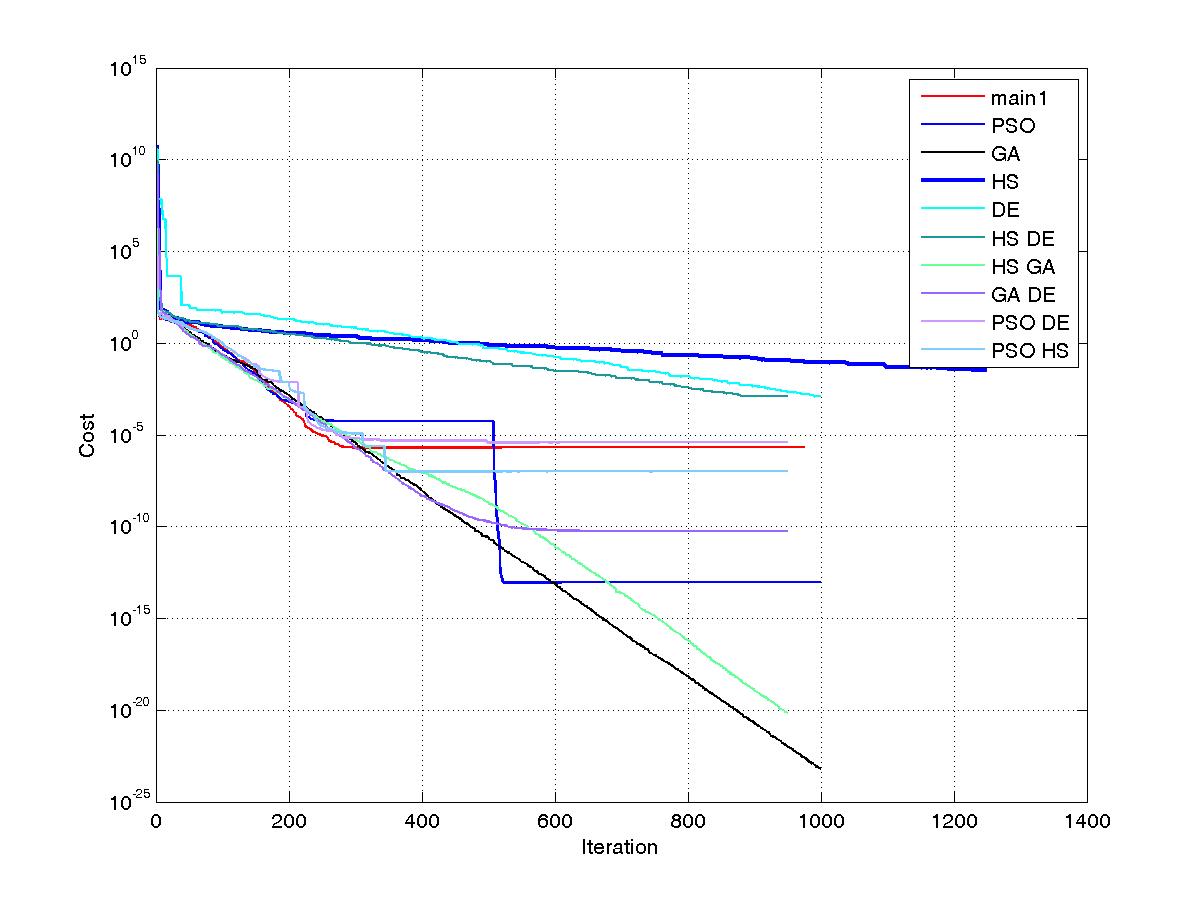 10^15
10^10
10^5
10^0
10^-5
10^-10
10^-15
10^-20
10^-25
Cost
0 200 400 600 800 1000 1200 1400
Iteration
main1
PSO
GA
HS
DE
HS DE
HS GA
GA DE
PSO DE
PSO HS